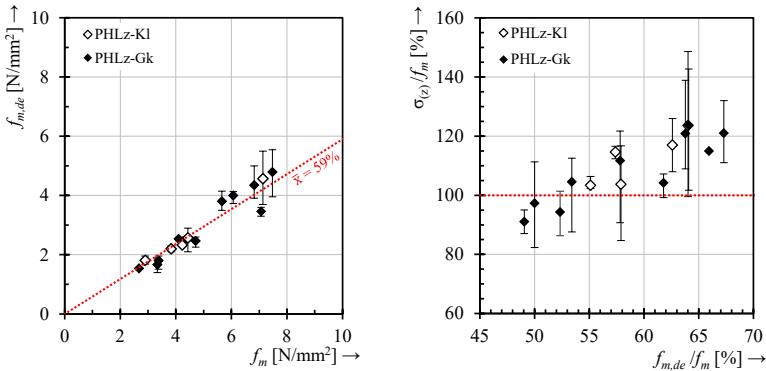 f_m,de [N/mm²] →
10
8
6
4
2
0
◇ PHLz-Kl
◆ PHLz-Gk
x̄ = 59%
0 2 4 6 8 10
f_m [N/mm²] →
σ_(z)/f_m [%] →
160
140
120
100
80
60
◇ PHLz-Kl
◆ PHLz-Gk
45 50 55 60 65 70
f_m,de /f_m [%] →